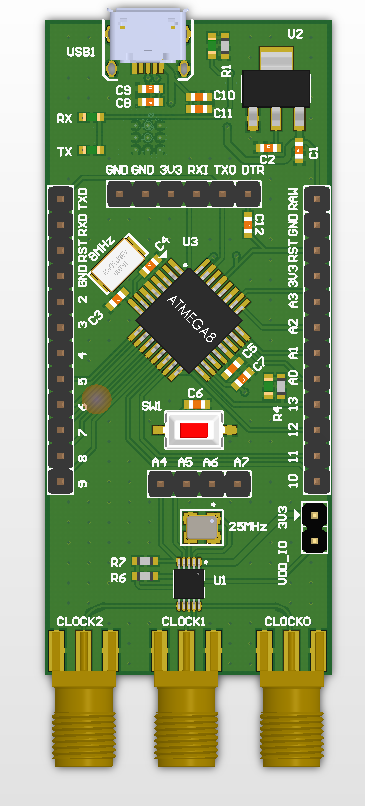 USB1
U2
R1
C9
C8
C10
C11
RX
TX
C2
C1
GND GND 3V3 RXI TXO DTR
TXO
RXD
RST
GND
2
3
4
5
6
7
8
9
RAW
GND
RST
3V3
A3
A2
A1
A0
13
12
11
10
C12
8MHz
C4
U3
ATMEGA8
C3
C5
C7
R4
C6
SW1
A4 A5 A6 A7
25MHz
3V3
VDD_IO
R7
R6
U1
CLOCK2 CLOCK1 CLOCK0